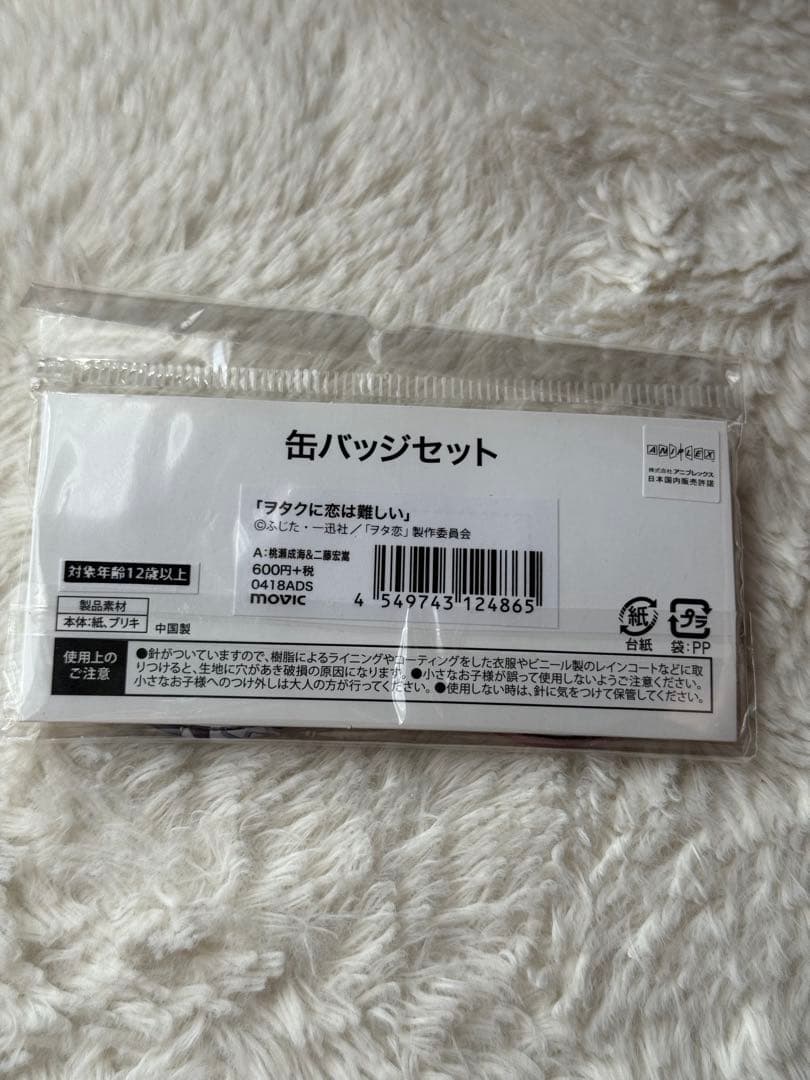 缶バッジセット
ANIPLEX
株式会社アニプレックス
日本国内販売許諾
「ヲタクに恋は難しい」
©ふじた・一迅社／「ヲタ恋」製作委員会
A：桃瀬成海&二藤宏嵩
600円+税
0418ADS
movic
4 549743 124865
対象年齢12歳以上
製品素材
本体：紙、ブリキ
中国製
紙
台紙
プラ
袋：PP
使用上の
ご注意
●針がついていますので、樹脂によるライニングやコーティングをした衣服やビニール製のレインコートなどに取
りつけると、生地に穴があき破損の原因になります。●小さなお子様が誤って使用しないようご注意ください。
小さなお子様へのつけ外しは大人の方が行ってください。●使用しない時は、針に気をつけて保管してください。